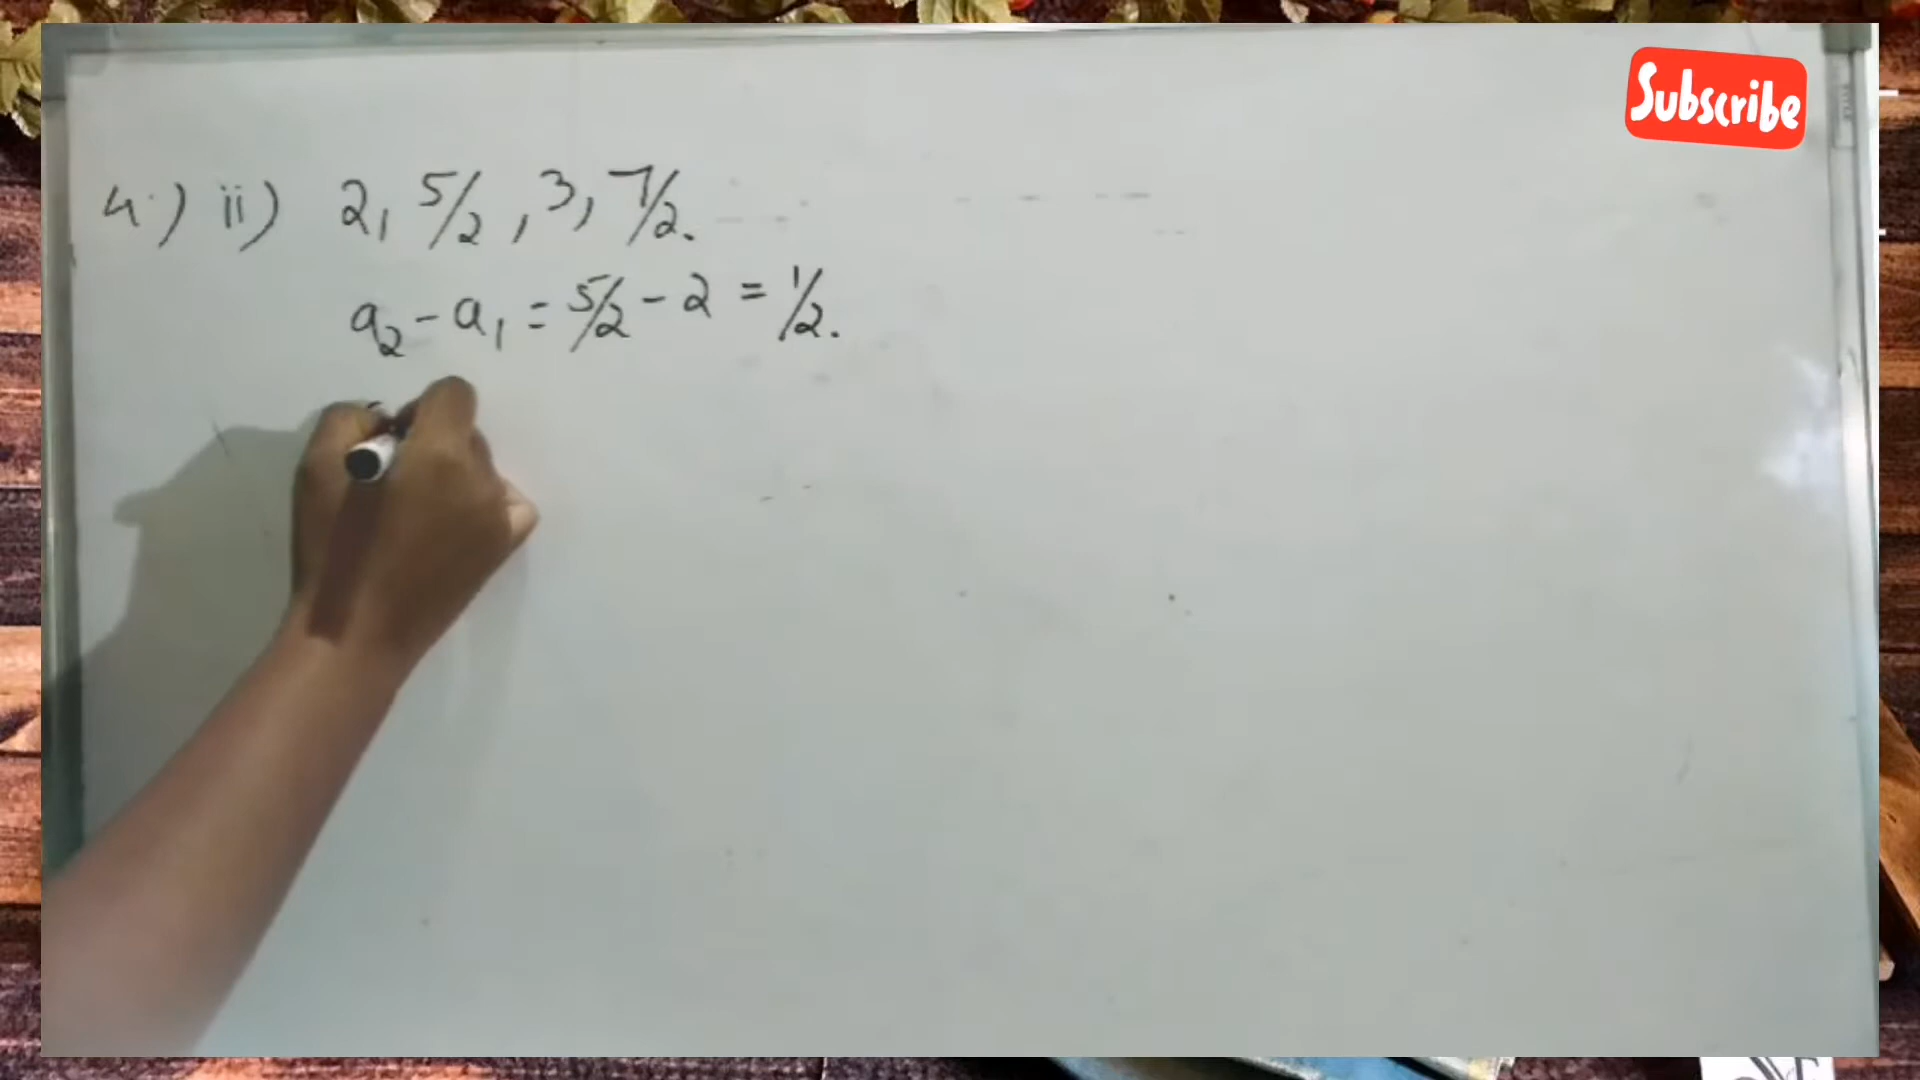 4.) ii) 2, 5/2, 3, 7/2.
a₂ - a₁ = 5/2 - 2 = 1/2.
Subscribe